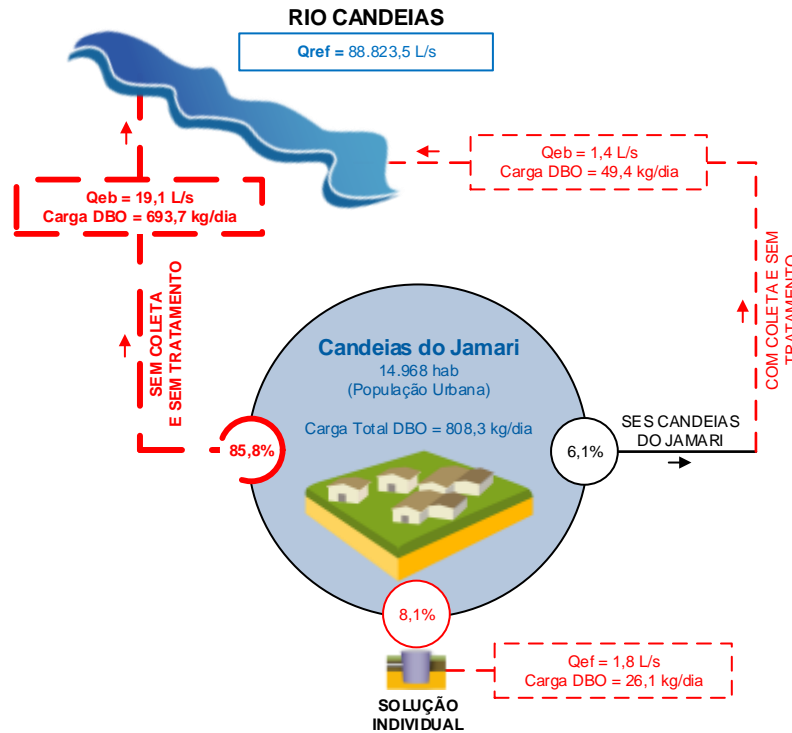 RIO CANDEIAS
Qref = 88.823,5 L/s
Qeb = 1,4 L/s
Carga DBO = 49,4 kg/dia
Qeb = 19,1 L/s
Carga DBO = 693,7 kg/dia
SEM COLETA
E SEM TRATAMENTO
COM COLETA E SEM
TRATAMENTO
Candeias do Jamari
14.968 hab
(População Urbana)
Carga Total DBO = 808,3 kg/dia
85,8%
6,1%
SES CANDEIAS
DO JAMARI
8,1%
Qef = 1,8 L/s
Carga DBO = 26,1 kg/dia
SOLUÇÃO
INDIVIDUAL